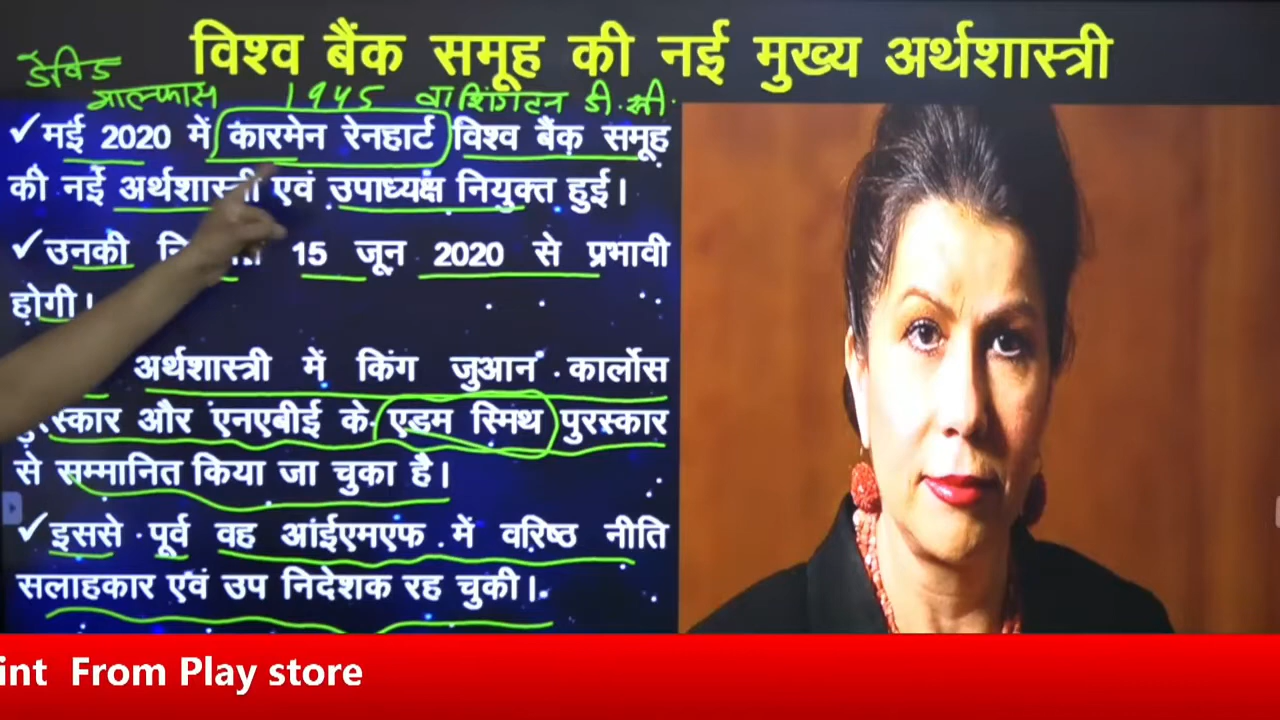 विश्व बैंक समूह की नई मुख्य अर्थशास्त्री
डेविड
माल्पास 1945 वाशिंगटन डी.सी.
✓मई 2020 में कारमेन रेनहार्ट विश्व बैंक समूह
की नई अर्थशास्त्री एवं उपाध्यक्ष नियुक्त हुई।
✓उनकी 15 जून 2020 से प्रभावी
होगी।
अर्थशास्त्री में किंग जुआन कार्लोस
पुरस्कार और एनएबीई के एडम स्मिथ पुरस्कार
से सम्मानित किया जा चुका है।
✓इससे पूर्व वह आईएमएफ में वरिष्ठ नीति
सलाहकार एवं उप निदेशक रह चुकी।
int From Play store